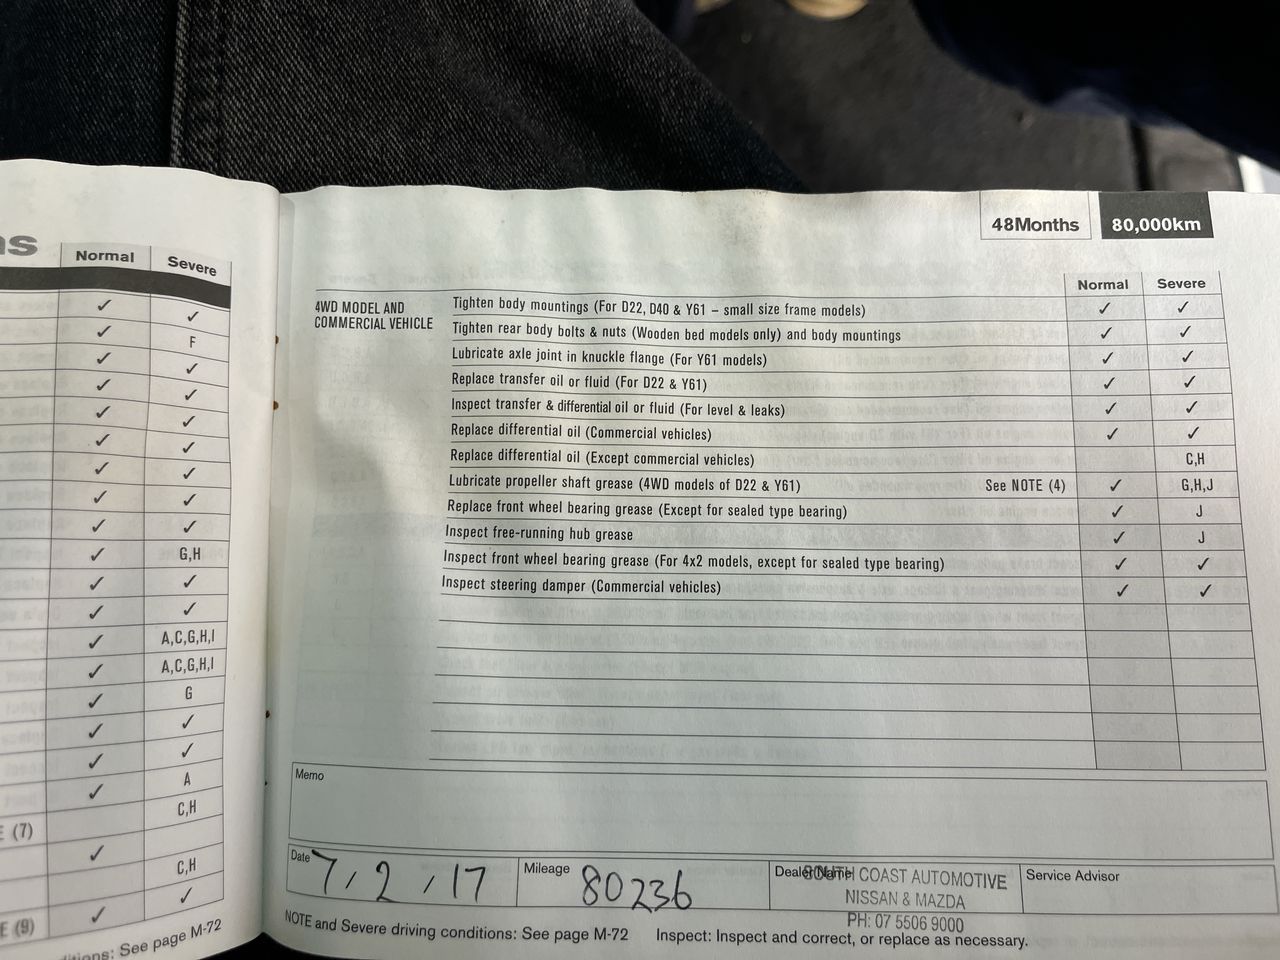 Normal Severe
✓ ✓
✓ F
✓ ✓
✓ ✓
✓ ✓
✓ ✓
✓ ✓
✓ ✓
✓ ✓
✓ G,H
✓ ✓
✓ ✓
✓ A,C,G,H,I
✓ A,C,G,H,I
✓ G
✓ ✓
✓ ✓
✓ A
C,H
(7)
✓
C,H
✓
(9) ✓
See page M-72
48Months 80,000km
Normal Severe
4WD MODEL AND
COMMERCIAL VEHICLE
Tighten body mountings (For D22, D40 & Y61 – small size frame models) ✓ ✓
Tighten rear body bolts & nuts (Wooden bed models only) and body mountings ✓ ✓
Lubricate axle joint in knuckle flange (For Y61 models) ✓ ✓
Replace transfer oil or fluid (For D22 & Y61) ✓ ✓
Inspect transfer & differential oil or fluid (For level & leaks) ✓ ✓
Replace differential oil (Commercial vehicles) ✓ ✓
Replace differential oil (Except commercial vehicles) C,H
Lubricate propeller shaft grease (4WD models of D22 & Y61) See NOTE (4) ✓ G,H,J
Replace front wheel bearing grease (Except for sealed type bearing) ✓ J
Inspect free-running hub grease ✓ J
Inspect front wheel bearing grease (For 4x2 models, except for sealed type bearing) ✓ ✓
Inspect steering damper (Commercial vehicles) ✓ ✓
Memo
Date 7/2/17 Mileage 80236 Dealer Name Service Advisor
SOUTH COAST AUTOMOTIVE
NISSAN & MAZDA
PH: 07 5506 9000
NOTE and Severe driving conditions: See page M-72 Inspect: Inspect and correct, or replace as necessary.